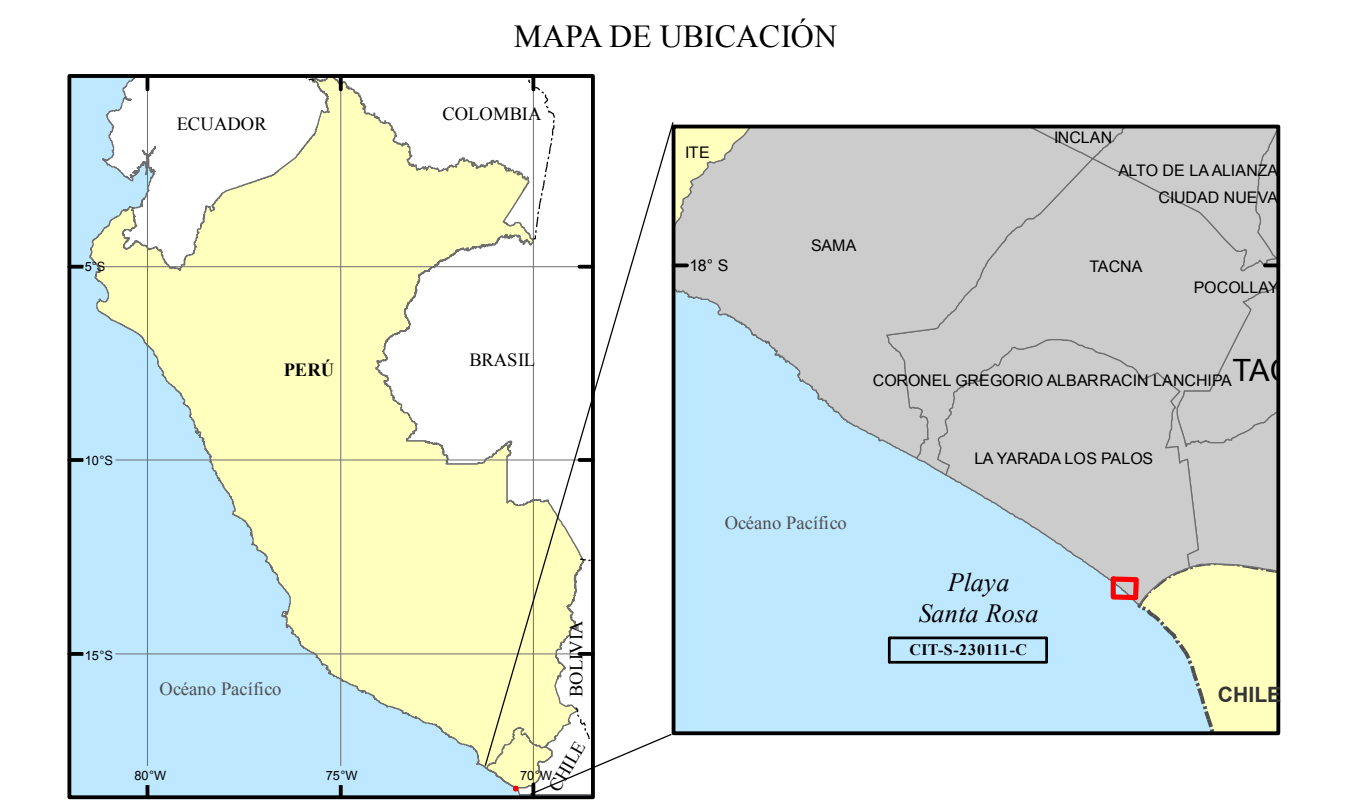 MAPA DE UBICACIÓN
ECUADOR
COLOMBIA
5°S
PERÚ
BRASIL
10°S
15°S
BOLIVIA
Océano Pacífico
CHILE
80°W
75°W
70°W
ITE
INCLAN
ALTO DE LA ALIANZA
CIUDAD NUEVA
SAMA
18° S
TACNA
POCOLLAY
TAC
CORONEL GREGORIO ALBARRACIN LANCHIPA
LA YARADA LOS PALOS
Océano Pacífico
Playa
Santa Rosa
CIT-S-230111-C
CHILE